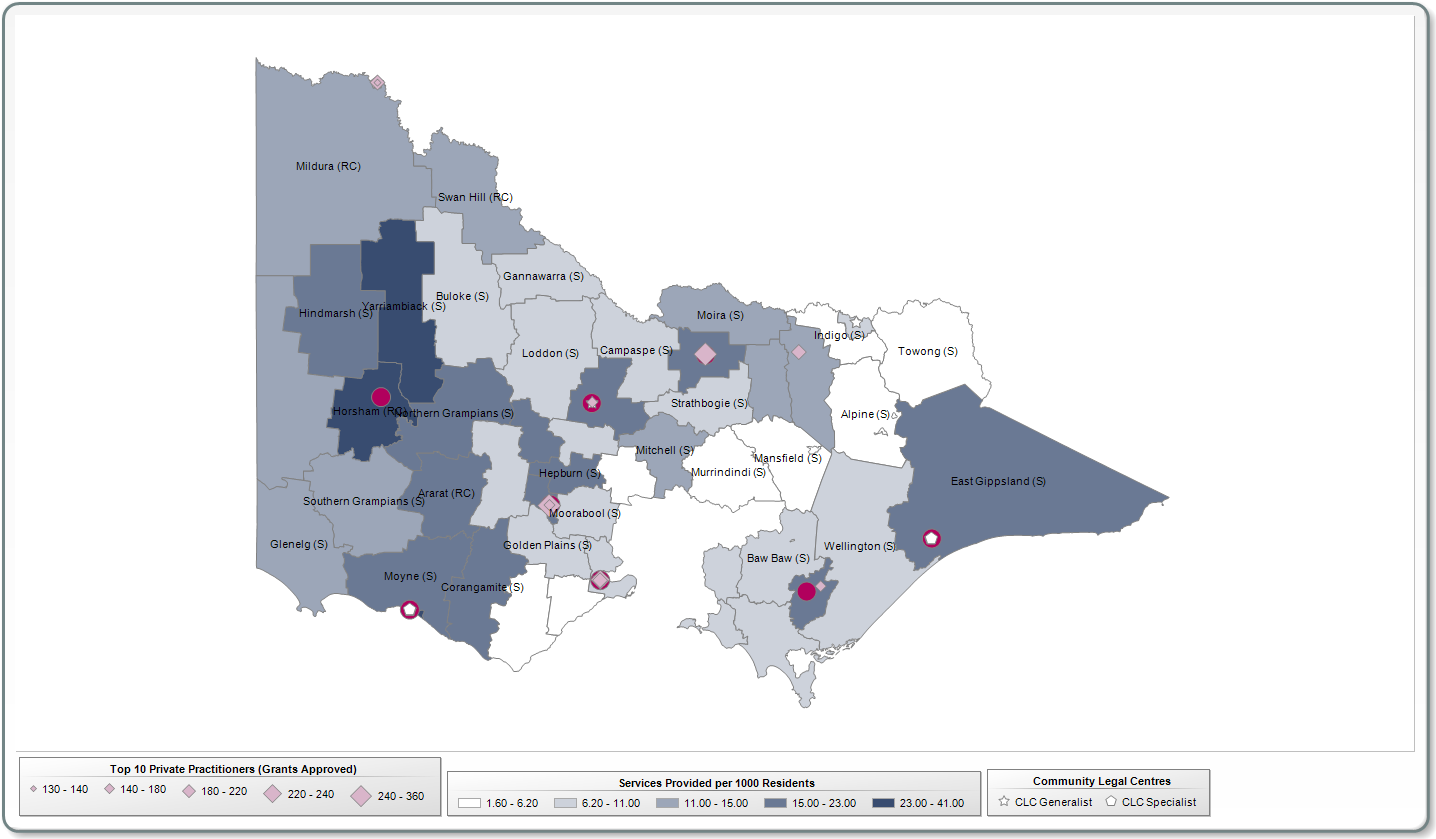 Mildura (RC)
Swan Hill (RC)
Gannawarra (S)
Buloke (S)
Yarriambiack (S)
Hindmarsh (S)
Moira (S)
Indigo (S)
Towong (S)
Loddon (S)
Campaspe (S)
Horsham (RC)
Northern Grampians (S)
Strathbogie (S)
Alpine (S)
Mitchell (S)
Mansfield (S)
Murrindindi (S)
Hepburn (S)
East Gippsland (S)
Ararat (RC)
Southern Grampians (S)
Moorabool (S)
Glenelg (S)
Golden Plains (S)
Wellington (S)
Baw Baw (S)
Moyne (S)
Corangamite (S)
Top 10 Private Practitioners (Grants Approved)
130 - 140 140 - 180 180 - 220 220 - 240 240 - 360
Services Provided per 1000 Residents
1.60 - 6.20 6.20 - 11.00 11.00 - 15.00 15.00 - 23.00 23.00 - 41.00
Community Legal Centres
CLC Generalist CLC Specialist